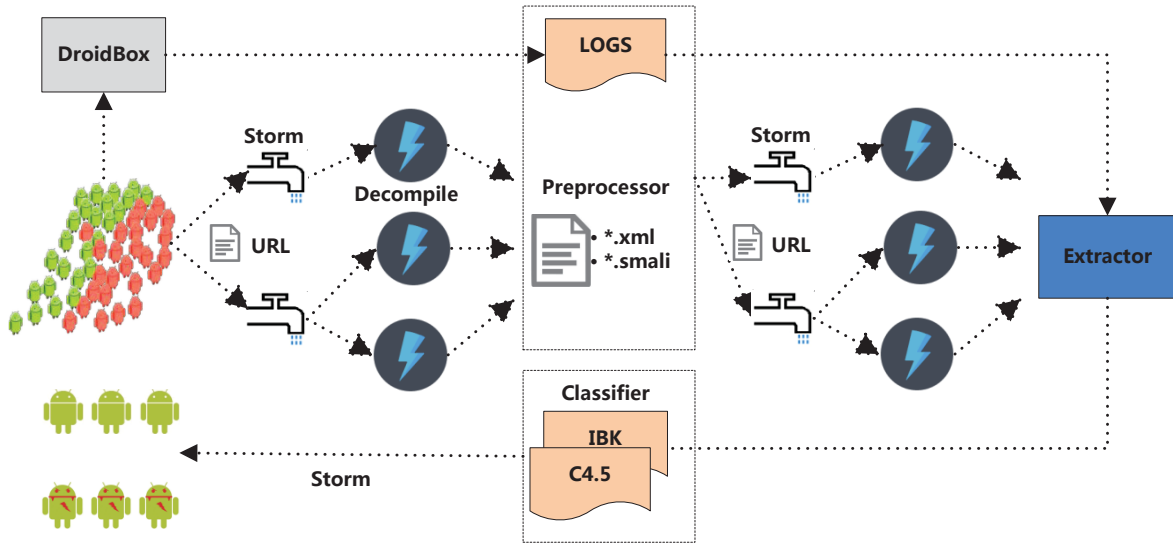 DroidBox
LOGS
Storm
Storm
Decompile
Preprocessor
URL
• *.xml
URL
• *.smali
Extractor
Classifier
IBK
C4.5
Storm